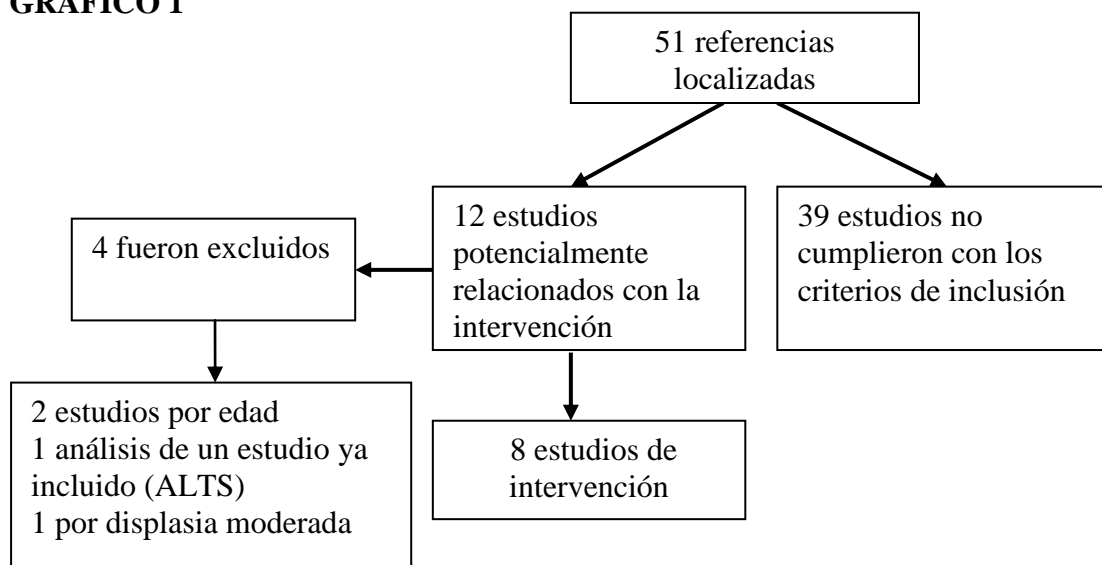 GRÁFICO 1
51 referencias
localizadas
12 estudios
potencialmente
relacionados con la
intervención
39 estudios no
cumplieron con los
criterios de inclusión
4 fueron excluidos
2 estudios por edad
1 análisis de un estudio ya
incluido (ALTS)
1 por displasia moderada
8 estudios de
intervención